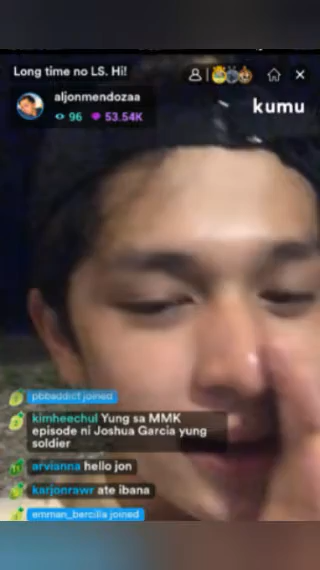 Long time no LS. Hi!
aljonmendozaa
96 53.54K
kumu
pbbaddict joined
kimheechul Yung sa MMK
episode ni Joshua Garcia yung
soldier
arvianna hello jon
karjonrawr ate ibana
emman_bercilia joined